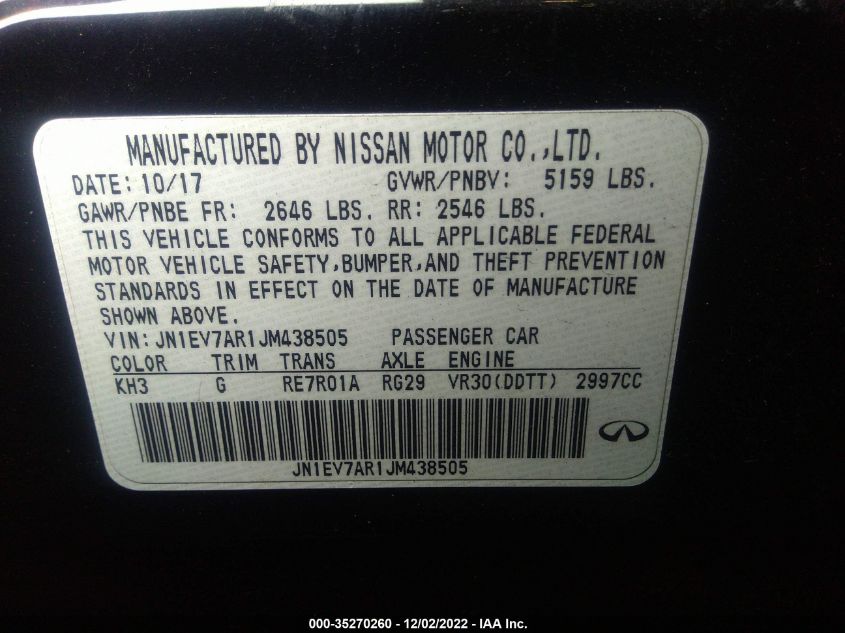 MANUFACTURED BY NISSAN MOTOR CO.,LTD.
DATE: 10/17 GVWR/PNBV: 5159 LBS.
GAWR/PNBE FR: 2646 LBS. RR: 2546 LBS.
THIS VEHICLE CONFORMS TO ALL APPLICABLE FEDERAL
MOTOR VEHICLE SAFETY,BUMPER,AND THEFT PREVENTION
STANDARDS IN EFFECT ON THE DATE OF MANUFACTURE
SHOWN ABOVE.
VIN: JN1EV7AR1JM438505 PASSENGER CAR
COLOR TRIM TRANS AXLE ENGINE
KH3 G RE7R01A RG29 VR30(DDTT) 2997CC
JN1EV7AR1JM438505
000-35270260 - 12/02/2022 - IAA Inc.